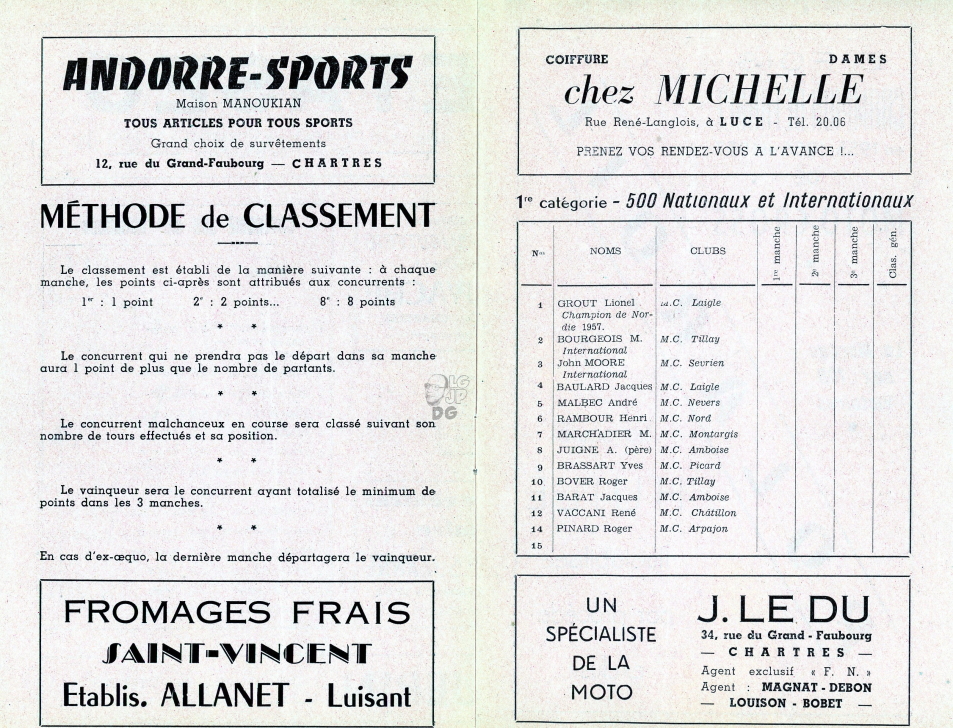 ANDORRE-SPORTS
Maison MANOUKIAN
TOUS ARTICLES POUR TOUS SPORTS
Grand choix de survêtements
12, rue du Grand-Faubourg — CHARTRES
MÉTHODE de CLASSEMENT
Le classement est établi de la manière suivante : à chaque
manche, les points ci-après sont attribués aux concurrents :
1er : 1 point 2e : 2 points... 8e : 8 points
* *
Le concurrent qui ne prendra pas le départ dans sa manche
aura 1 point de plus que le nombre de partants.
* *
Le concurrent malchanceux en course sera classé suivant son
nombre de tours effectués et sa position.
* *
Le vainqueur sera le concurrent ayant totalisé le minimum de
points dans les 3 manches.
* *
En cas d'ex-æquo, la dernière manche départagera le vainqueur.
FROMAGES FRAIS
SAINT-VINCENT
Etablis. ALLANET - Luisant
LG
JP
DG
COIFFURE DAMES
chez MICHELLE
Rue René-Langlois, à LUCE - Tél. 20.06
PRENEZ VOS RENDEZ-VOUS A L'AVANCE !...
1re catégorie - 500 Nationaux et Internationaux
Nos NOMS CLUBS 1re manche 2e manche 3e manche Clas. gén.
1 GROUT Lionel M.C. Laigle
Champion de Nor-
die 1957.
2 BOURGEOIS M. M.C. Tillay
International
3 John MOORE M.C. Sevrien
International
4 BAULARD Jacques M.C. Laigle
5 MALBEC André M.C. Nevers
6 RAMBOUR Henri M.C. Nord
7 MARCHADIER M. M.C. Montargis
8 JUIGNE A. (père) M.C. Amboise
9 BRASSART Yves M.C. Picard
10 BOVER Roger M.C. Tillay
11 BARAT Jacques M.C. Amboise
12 VACCANI René M.C. Châtillon
14 PINARD Roger M.C. Arpajon
15
UN
SPÉCIALISTE
DE LA
MOTO
J. LE DU
34, rue du Grand - Faubourg
— CHARTRES —
Agent exclusif « F. N. »
Agent : MAGNAT - DEBON
— LOUISON - BOBET —